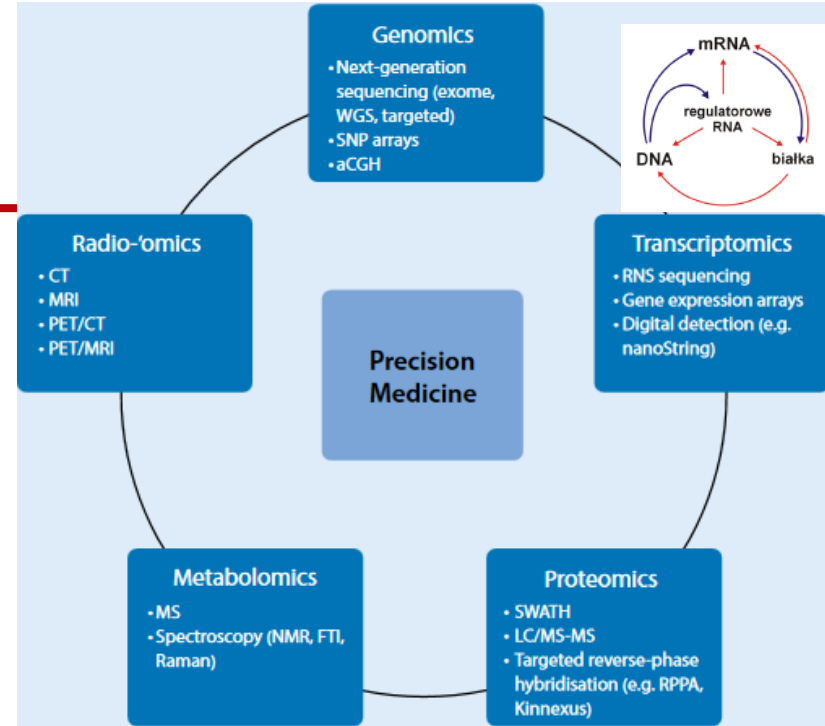 Genomics
• Next-generation
sequencing (exome,
WGS, targeted)
• SNP arrays
• aCGH
mRNA
regulatorowe
RNA
DNA
białka
Radio-‘omics
• CT
• MRI
• PET/CT
• PET/MRI
Transcriptomics
• RNS sequencing
• Gene expression arrays
• Digital detection (e.g.
nanoString)
Precision
Medicine
Metabolomics
• MS
• Spectroscopy (NMR, FTI,
Raman)
Proteomics
• SWATH
• LC/MS-MS
• Targeted reverse-phase
hybridisation (e.g. RPPA,
Kinnexus)